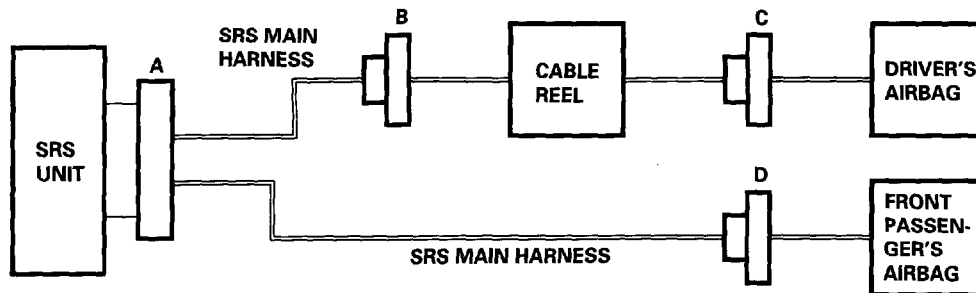 SRS UNIT
A
SRS MAIN
HARNESS
B
CABLE
REEL
C
DRIVER'S
AIRBAG
D
SRS MAIN HARNESS
FRONT
PASSEN-
GER'S
AIRBAG